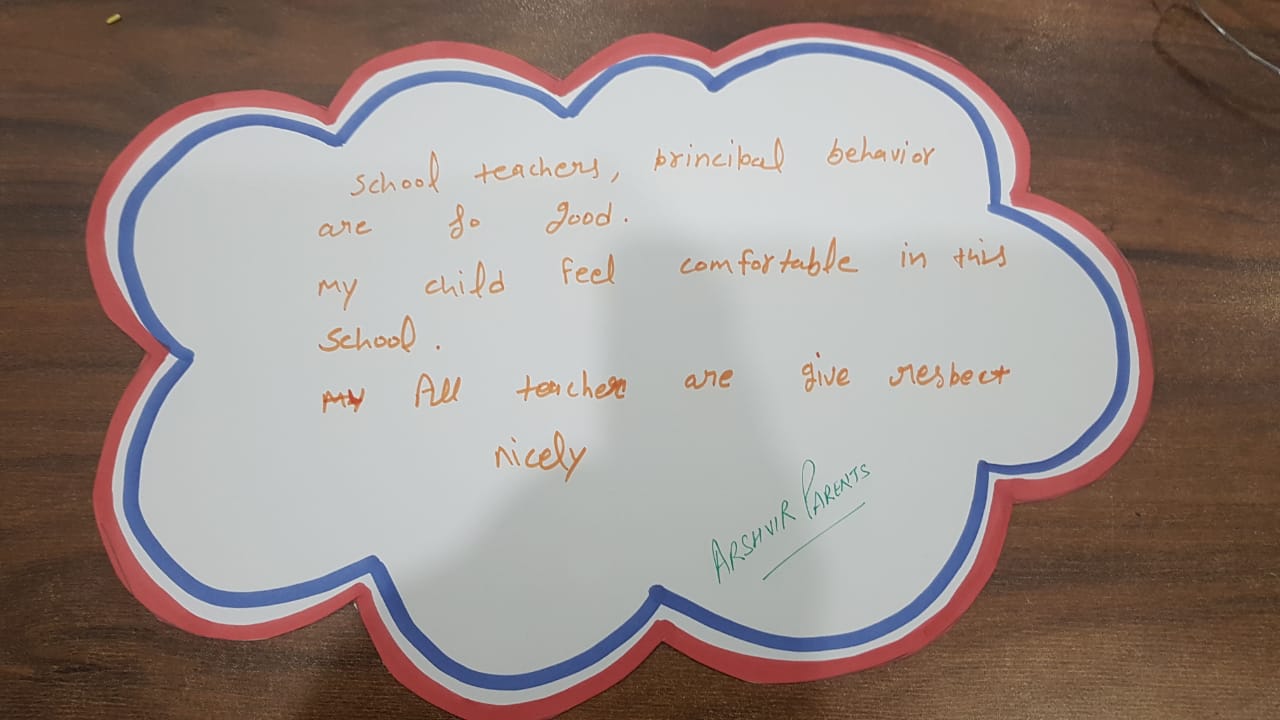 school teachers, principal behavior
are so good.
my child feel comfortable in this
school.
My All teacher are give respect
nicely
ARSHVIR PARENTS